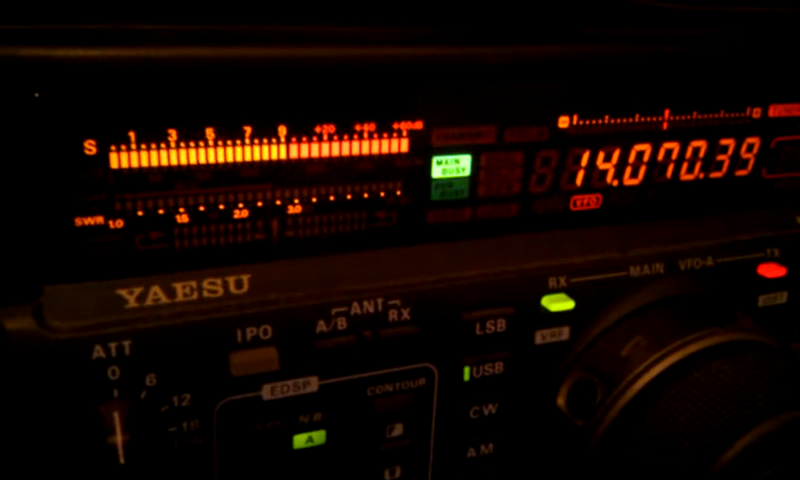 S 1 3 5 7 9 +20 +40 +60dB
MAIN
BUSY
BUSY
14.070.39
VFO
SWR 1.0 1.5 2.0 3.0
YAESU
RX MAIN VFO-A TX
ATT
0
6
12
18
IPO
ANT
A/B RX
LSB
USB
CW
AM
EDSP
CONTOUR
NR
A